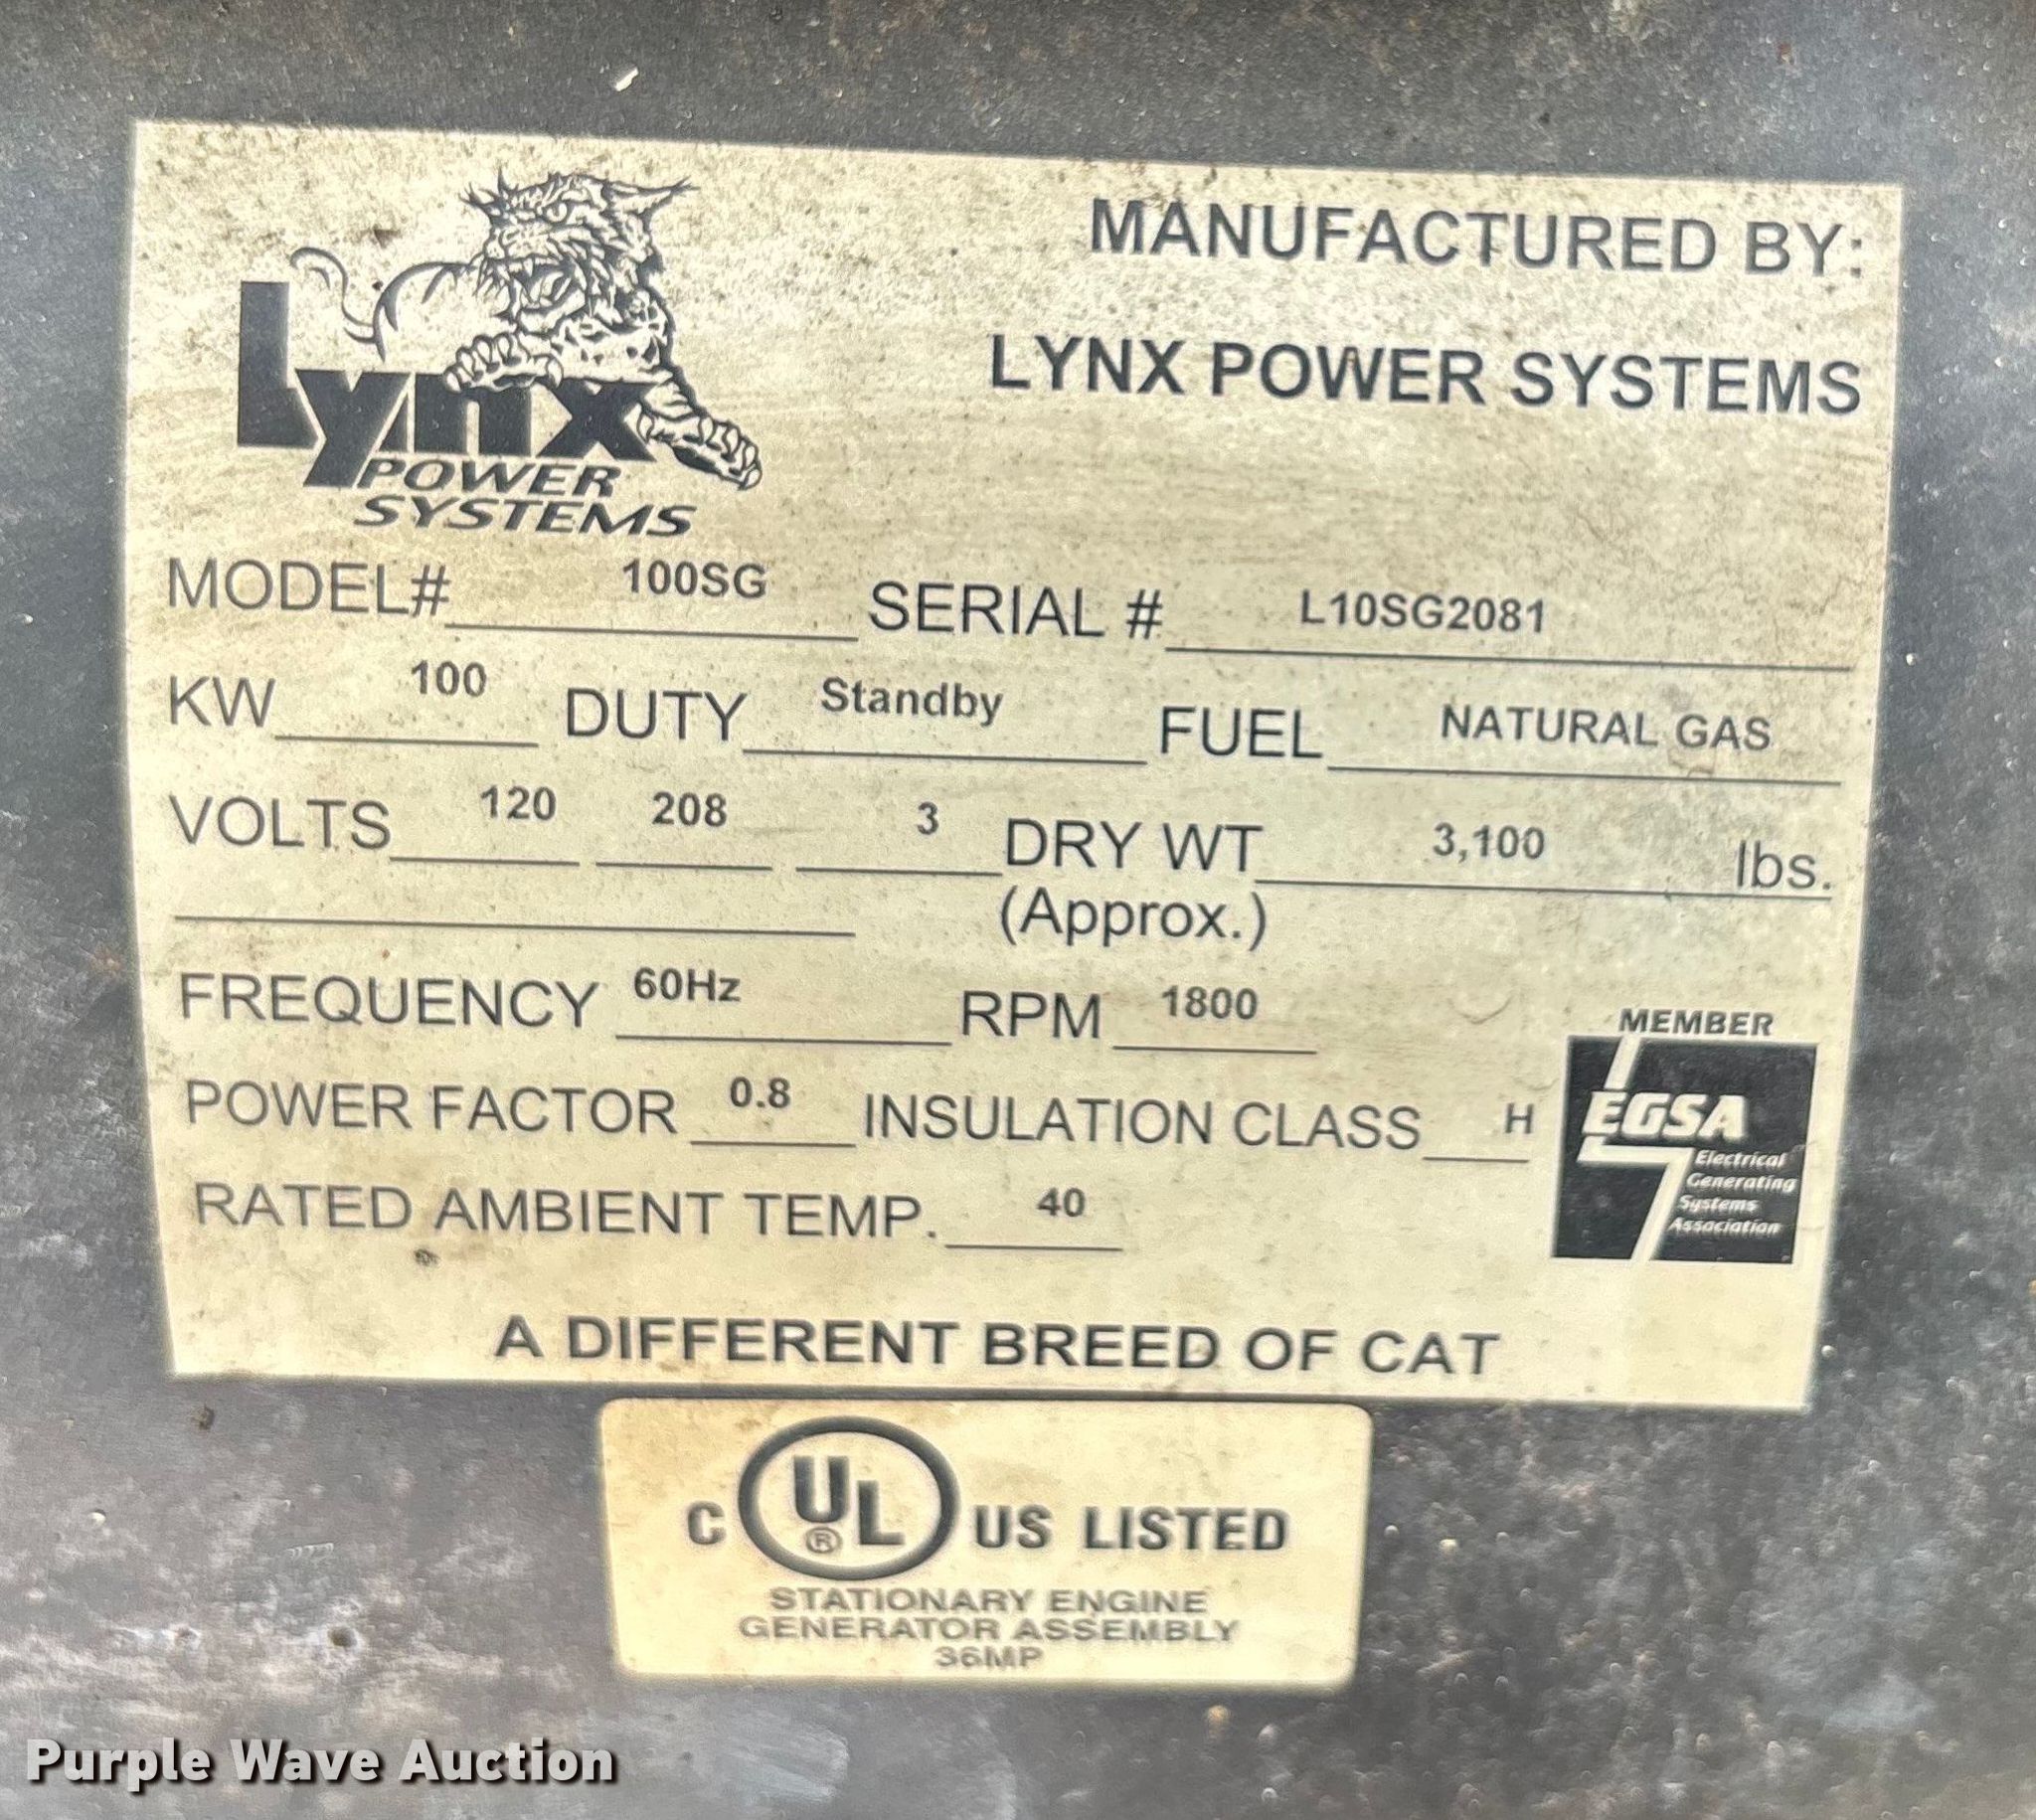 Lynx
POWER
SYSTEMS
MANUFACTURED BY:
LYNX POWER SYSTEMS
MODEL# 100SG SERIAL # L10SG2081
KW 100 DUTY Standby FUEL NATURAL GAS
VOLTS 120 208 3 DRY WT 3,100 lbs.
(Approx.)
FREQUENCY 60Hz RPM 1800
POWER FACTOR 0.8 INSULATION CLASS H
RATED AMBIENT TEMP. 40
MEMBER
EGSA
Electrical
Generating
Systems
Association
A DIFFERENT BREED OF CAT
C UL® US LISTED
STATIONARY ENGINE
GENERATOR ASSEMBLY
36MP
Purple Wave Auction